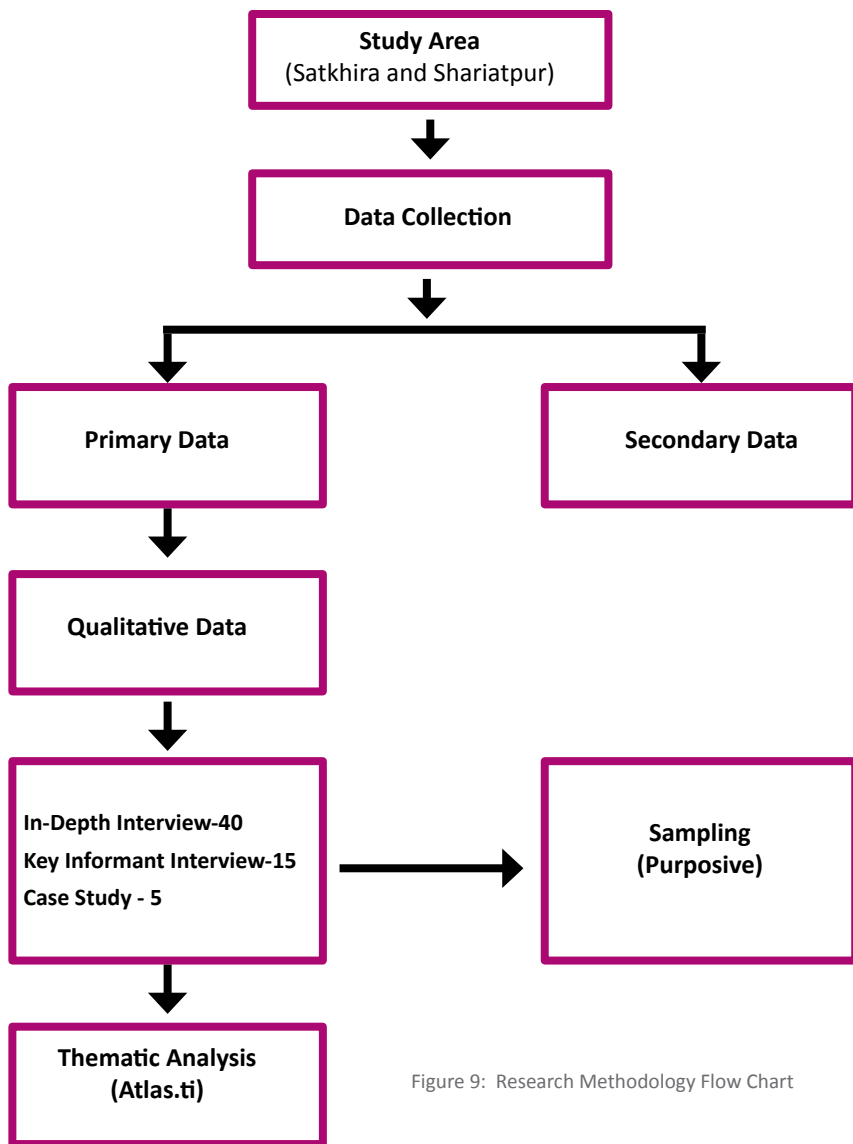 Study Area
(Satkhira and Shariatpur)
Data Collection
Primary Data
Secondary Data
Qualitative Data
In-Depth Interview-40
Key Informant Interview-15
Case Study - 5
Sampling
(Purposive)
Thematic Analysis
(Atlas.ti)
Figure 9: Research Methodology Flow Chart